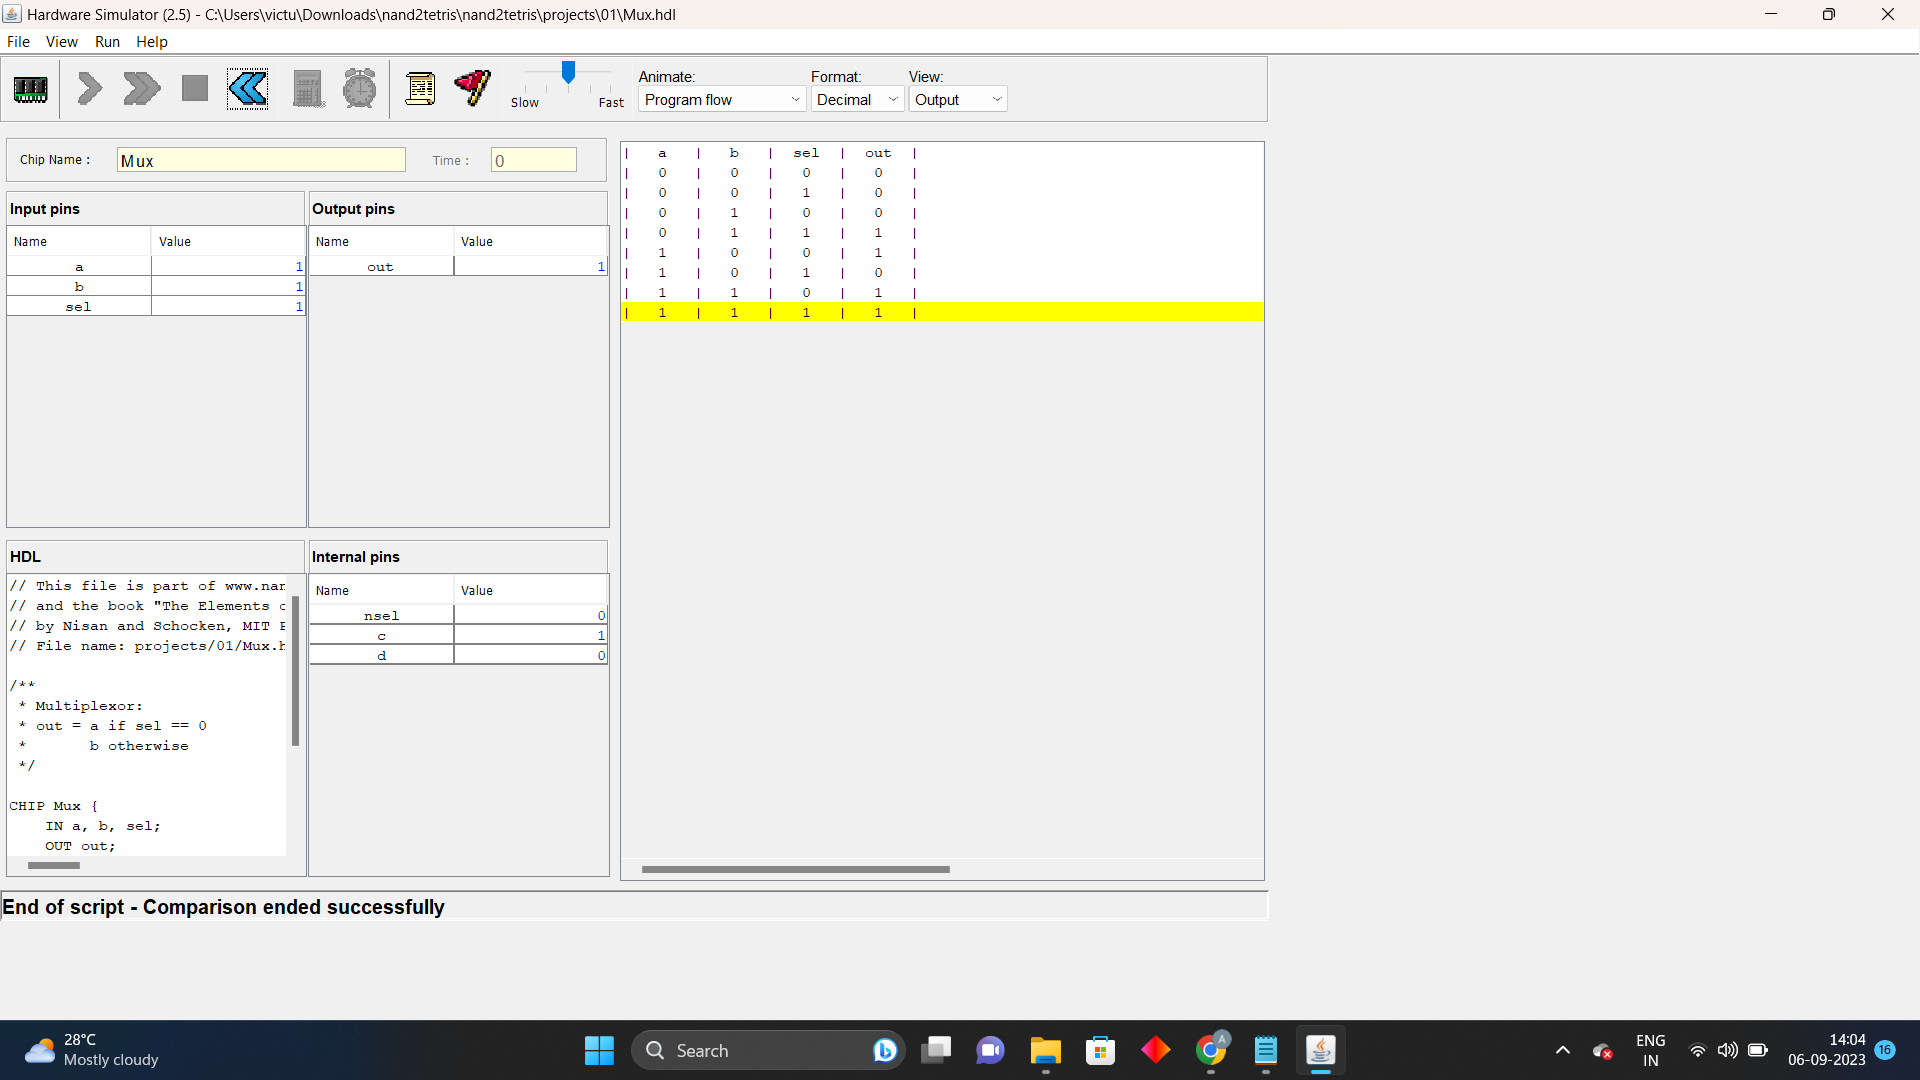 Hardware Simulator (2.5) - C:\Users\victu\Downloads\nand2tetris\nand2tetris\projects\01\Mux.hdl
File View Run Help
Slow Fast
Animate: Format: View:
Program flow Decimal Output
Chip Name : Mux Time : 0
Input pins
Name Value
a 1
b 1
sel 1
Output pins
Name Value
out 1
HDL
// This file is part of www.nan
// and the book "The Elements o
// by Nisan and Schocken, MIT P
// File name: projects/01/Mux.h
/**
* Multiplexor:
* out = a if sel == 0
* b otherwise
*/
CHIP Mux {
IN a, b, sel;
OUT out;
Internal pins
Name Value
nsel 0
c 1
d 0
| a | b | sel | out |
| 0 | 0 | 0 | 0 |
| 0 | 0 | 1 | 0 |
| 0 | 1 | 0 | 0 |
| 0 | 1 | 1 | 1 |
| 1 | 0 | 0 | 1 |
| 1 | 0 | 1 | 0 |
| 1 | 1 | 0 | 1 |
| 1 | 1 | 1 | 1 |
End of script - Comparison ended successfully
28°C
Mostly cloudy
Search
A
ENG
IN
14:04
06-09-2023
16